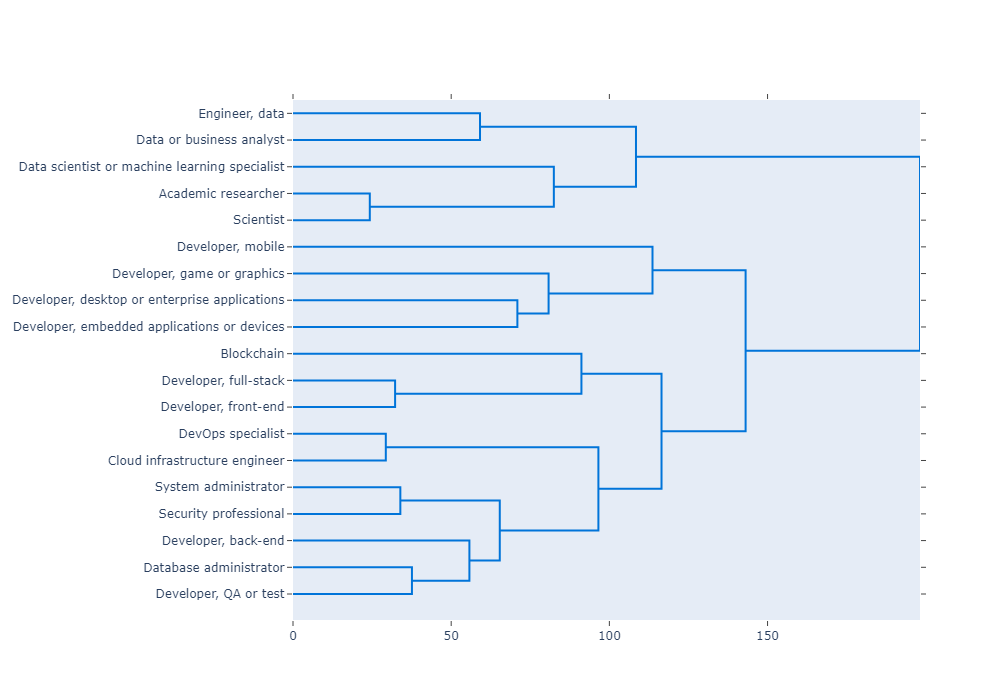 Engineer, data
Data or business analyst
Data scientist or machine learning specialist
Academic researcher
Scientist
Developer, mobile
Developer, game or graphics
Developer, desktop or enterprise applications
Developer, embedded applications or devices
Blockchain
Developer, full-stack
Developer, front-end
DevOps specialist
Cloud infrastructure engineer
System administrator
Security professional
Developer, back-end
Database administrator
Developer, QA or test
0 50 100 150